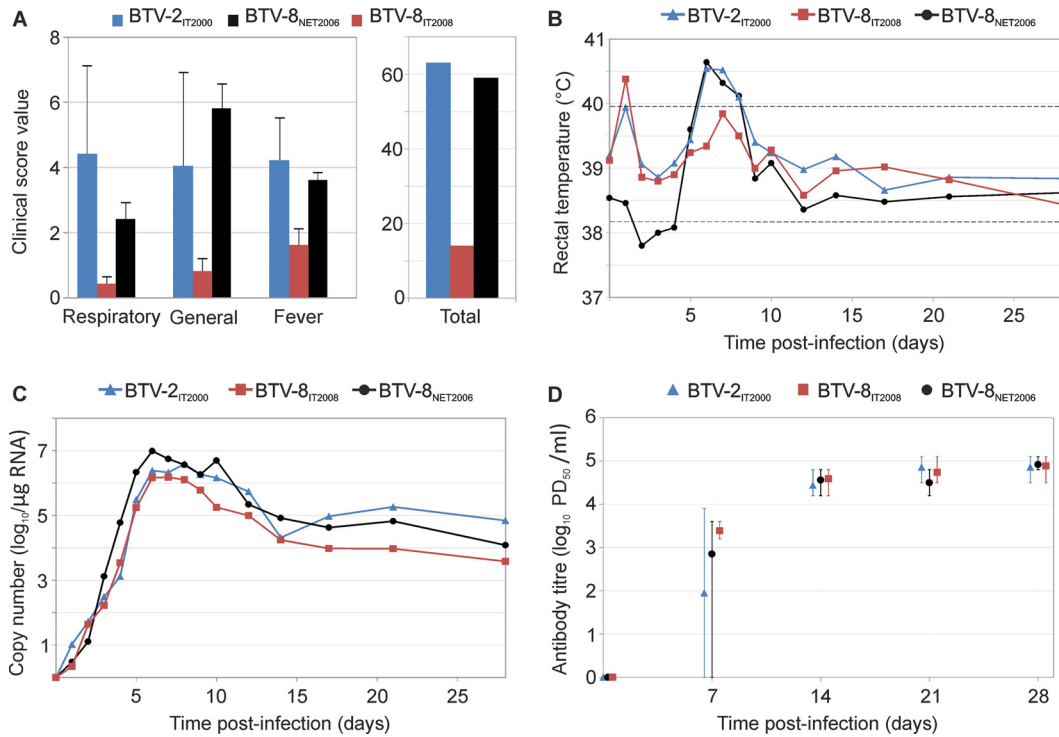 A
BTV-2IT2000 BTV-8NET2006 BTV-8IT2008
Clinical score value
8
6
4
2
0
Respiratory General Fever
60
40
20
0
Total
B
BTV-2IT2000 BTV-8IT2008 BTV-8NET2006
Rectal temperature (°C)
41
40
39
38
37
5 10 15 20 25
Time post-infection (days)
C
BTV-2IT2000 BTV-8IT2008 BTV-8NET2006
Copy number (log10/µg RNA)
7
5
3
1
5 10 15 20 25
Time post-infection (days)
D
BTV-2IT2000 BTV-8IT2008 BTV-8NET2006
Antibody titre (log10 PD50/ml)
6
5
4
3
2
1
0
7 14 21 28
Time post-infection (days)